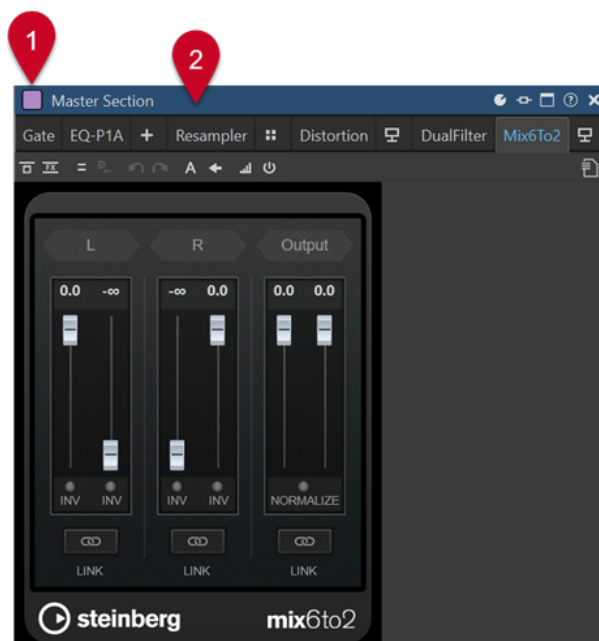 1
2
Master Section
Gate EQ-P1A + Resampler Distortion DualFilter Mix6To2
FX = A
L R Output
0.0 -∞ -∞ 0.0 0.0 0.0
INV INV INV INV NORMALIZE
LINK LINK LINK
steinberg mix6to2